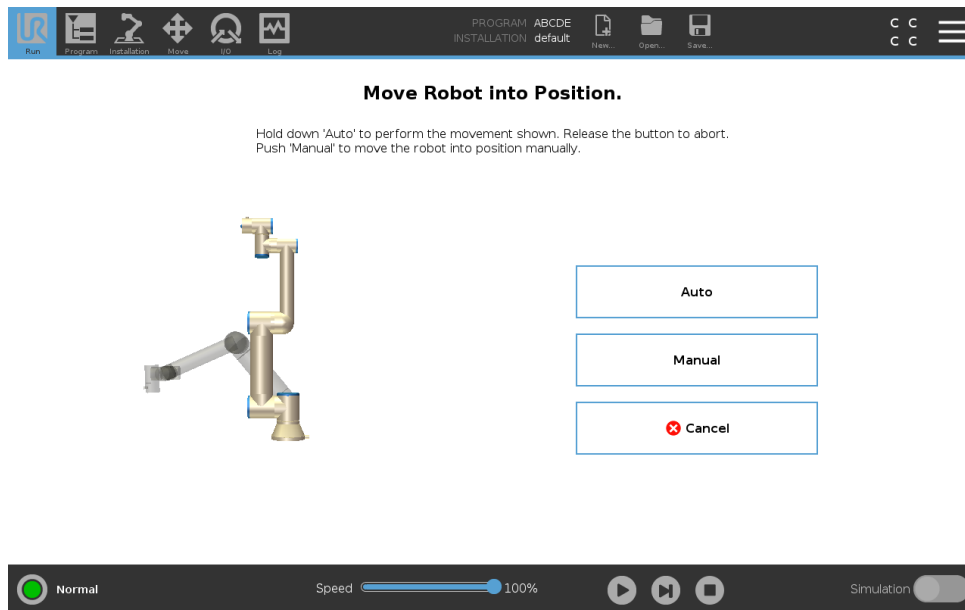 PROGRAM ABCDE
INSTALLATION default
UR
Run
Program
Installation
Move
I/O
Log
New...
Open...
Save...
C C
C C
Move Robot into Position.
Hold down 'Auto' to perform the movement shown. Release the button to abort.
Push 'Manual' to move the robot into position manually.
Auto
Manual
Cancel
Normal
Speed
100%
Simulation